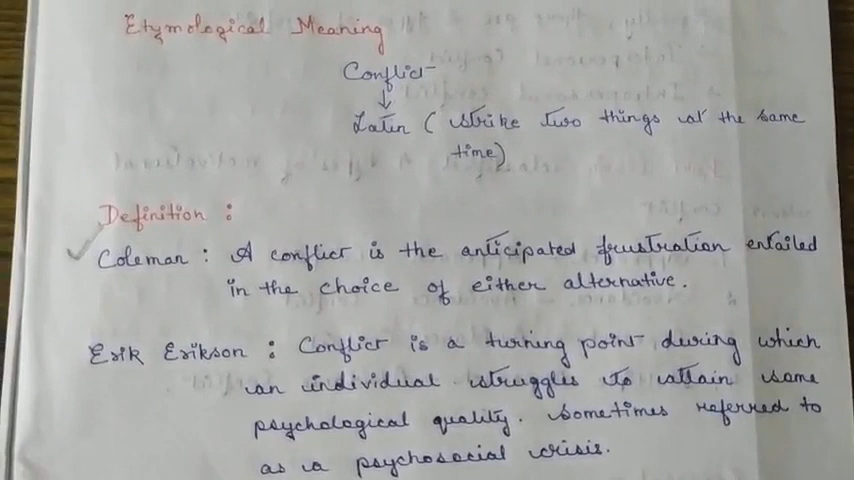 Etymological Meaning
Conflict
↓
Latin ( strike two things at the same
time)
Definition :
Coleman : A conflict is the anticipated frustration entailed
in the choice of either alternative.
Erik Erikson : Conflict is a turning point during which
an individual struggles to attain some
psychological quality. Sometimes referred to
as a psychosocial crisis.